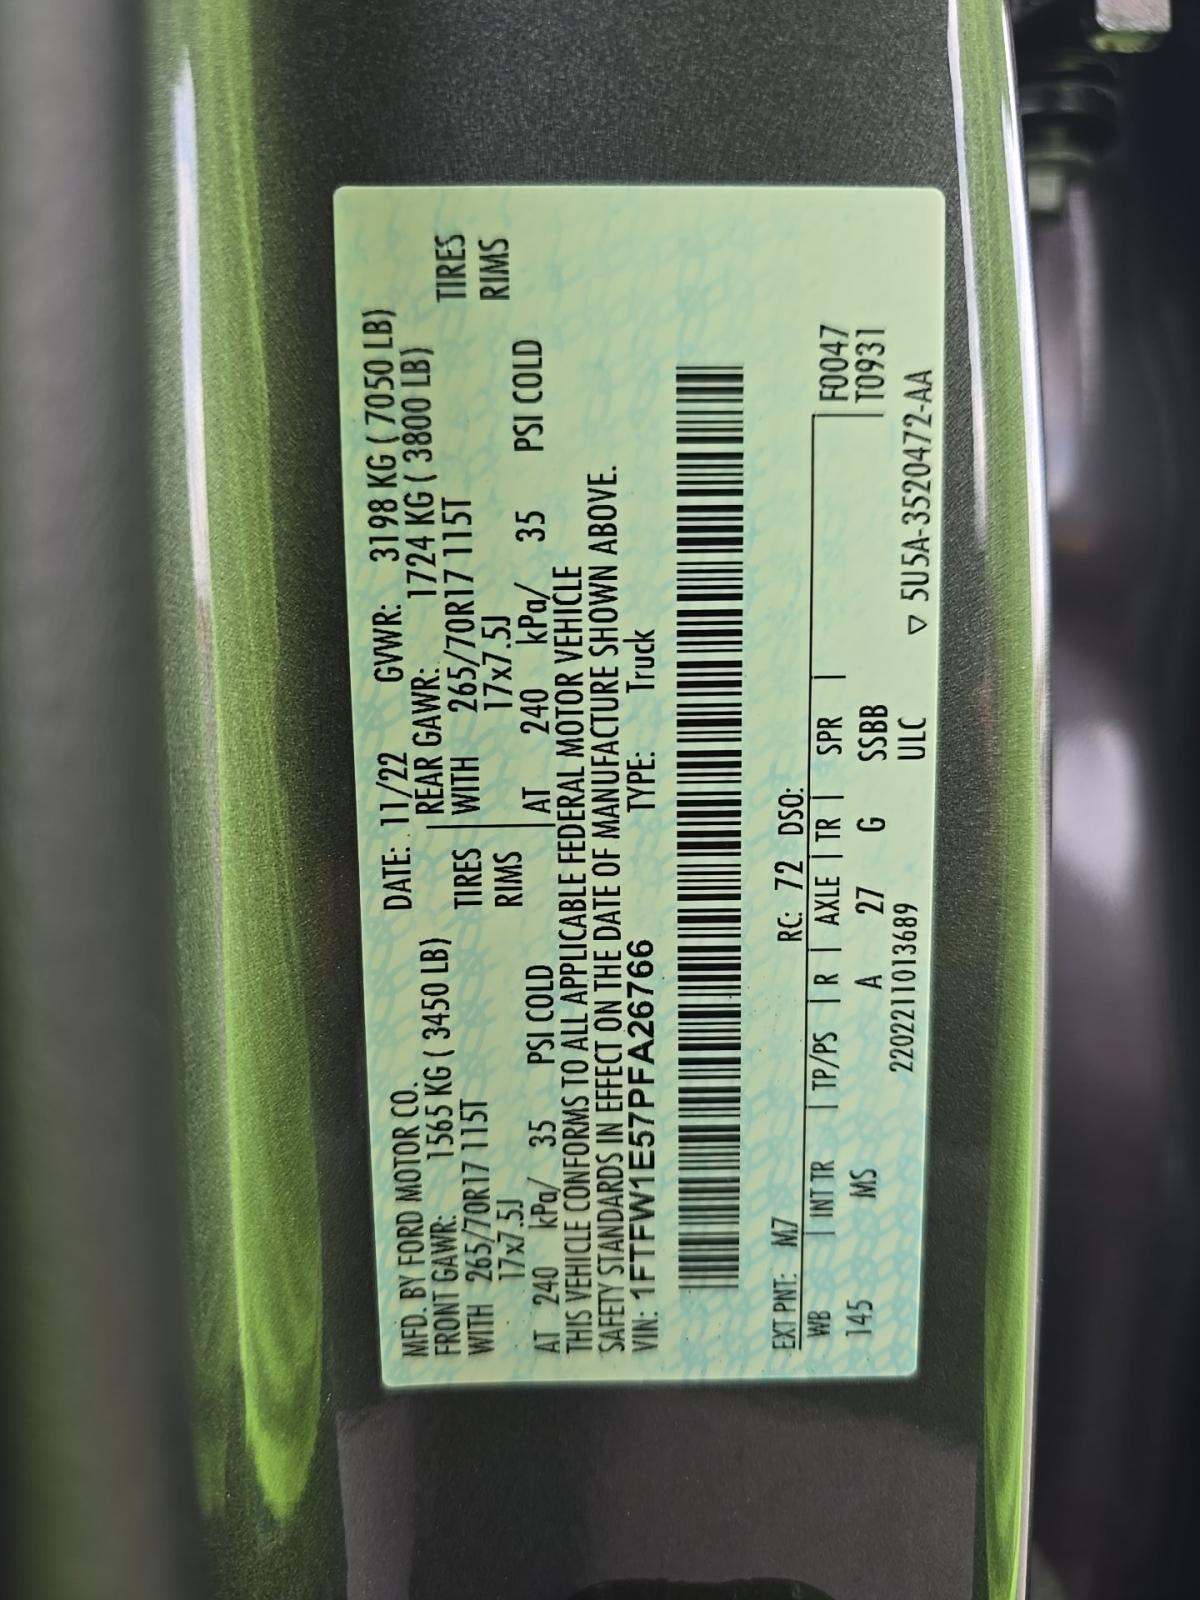 MFD. BY FORD MOTOR CO. DATE: 11/22 GVWR: 3198 KG ( 7050 LB)
FRONT GAWR: 1565 KG ( 3450 LB) REAR GAWR: 1724 KG ( 3800 LB)
WITH 265/70R17 115T TIRES WITH 265/70R17 115T TIRES
17x7.5J RIMS 17x7.5J RIMS
AT 240 kPa/ 35 PSI COLD AT 240 kPa/ 35 PSI COLD
THIS VEHICLE CONFORMS TO ALL APPLICABLE FEDERAL MOTOR VEHICLE
SAFETY STANDARDS IN EFFECT ON THE DATE OF MANUFACTURE SHOWN ABOVE.
VIN: 1FTFW1E57PFA26766 TYPE: Truck
EXT PNT: M7 RC: 72 DSO:
WB INT TR TP/PS R AXLE TR SPR F0047
145 MS A 27 G SSBB T0931
2202211013689 ULC ▽ 5U5A-3520472-AA